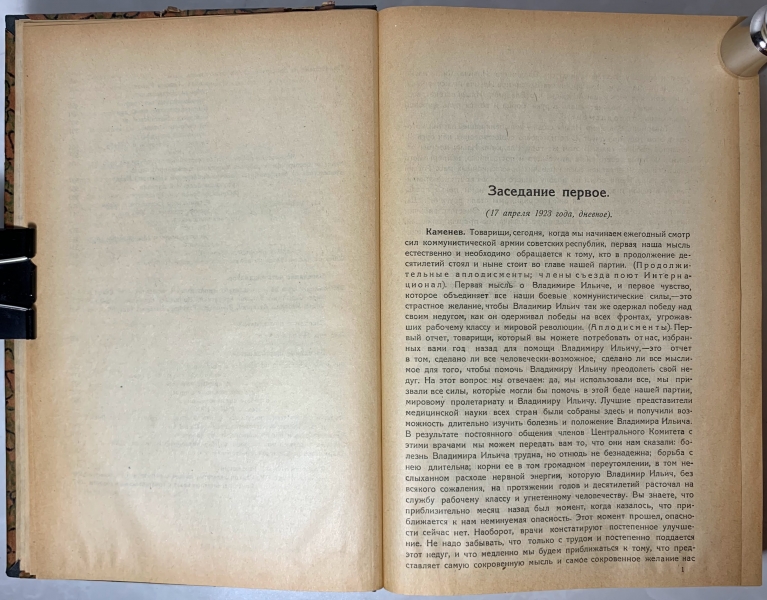 Заседание первое.
(17 апреля 1923 года, дневное).
Каменев. Товарищи, сегодня, когда мы начинаем ежегодный смотр
сил коммунистической армии советских республик, первая наша мысль
естественно и необходимо обращается к тому, кто в продолжение де-
сятилетий стоял и ныне стоит во главе нашей партии. (Продолжи-
тельные аплодисменты; члены съезда поют Интерна-
ционал). Первая мысль о Владимире Ильиче, и первое чувство,
которое объединяет все наши боевые коммунистические силы,—это
страстное желание, чтобы Владимир Ильич так же одержал победу над
своим недугом, как он одерживал победы на всех фронтах, угрожав-
ших рабочему классу и мировой революции. (Аплодисменты). Пер-
вый отчет, товарищи, который вы можете потребовать от нас, избран-
ных вами год назад для помощи Владимиру Ильичу,—это отчет
в том, сделано ли все человечески-возможное, сделано ли все мысли-
мое для того, чтобы помочь Владимиру Ильичу преодолеть свой не-
дуг. На этот вопрос мы отвечаем: да, мы использовали все, мы при-
звали все силы, которые могли бы помочь в этой беде нашей партии,
мировому пролетариату и Владимиру Ильичу. Лучшие представители
медицинской науки всех стран были собраны здесь и получили воз-
можность длительно изучить болезнь и положение Владимира Ильича.
В результате постоянного общения членов Центрального Комитета с
этими врачами мы можем передать вам то, что они нам сказали: бо-
лезнь Владимира Ильича трудна, но отнюдь не безнадежна; борьба с
нею длительна; корни ее в том громадном переутомлении, в том не-
слыханном расходе нервной энергии, которую Владимир Ильич, без
всякого сожаления, на протяжении годов и десятилетий расточал на
службу рабочему классу и угнетенному человечеству. Вы знаете, что
приблизительно месяц назад был момент, когда казалось, что при-
ближается к нам неминуемая опасность. Этот момент прошел, опасно-
сти сейчас нет. Наоборот, врачи констатируют постепенное улучше-
ние. Не надо забывать, что только с трудом и постепенно поддается
этот недуг, и что медленно мы будем приближаться к тому, что пред-
ставляет самую сокровенную мысль и самое сокровенное желание нас
1